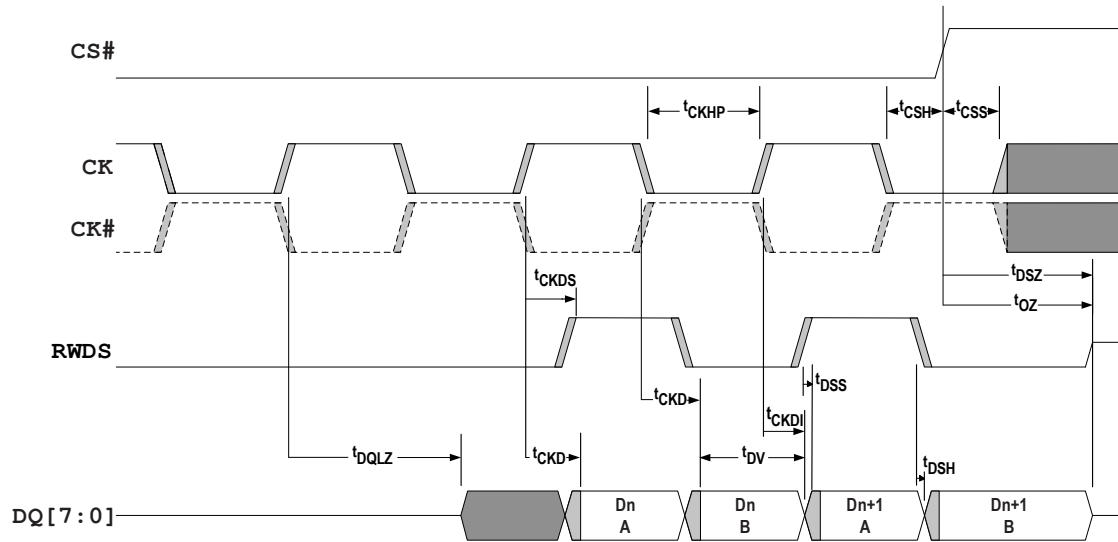 CS#
tCKHP
tCSH
tCSS
CK
CK#
tCKDS
tDSZ
tOZ
RWDS
tDSS
tCKD
tCKDI
tDQLZ
tCKD
tDV
tDSH
DQ[7:0]
Dn
A
Dn
B
Dn+1
A
Dn+1
B